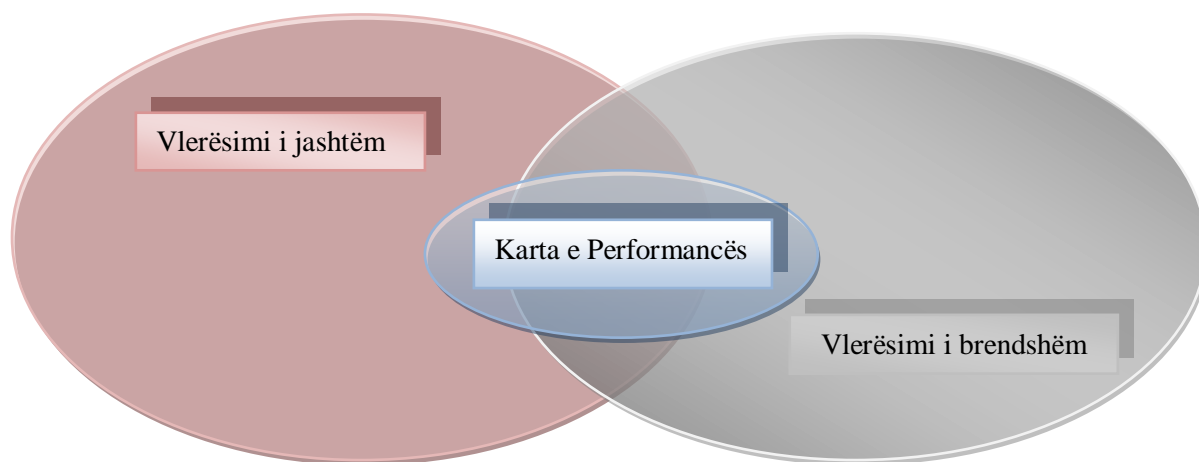 Vlerësimi i jashtëm
Karta e Performancës
Vlerësimi i brendshëm